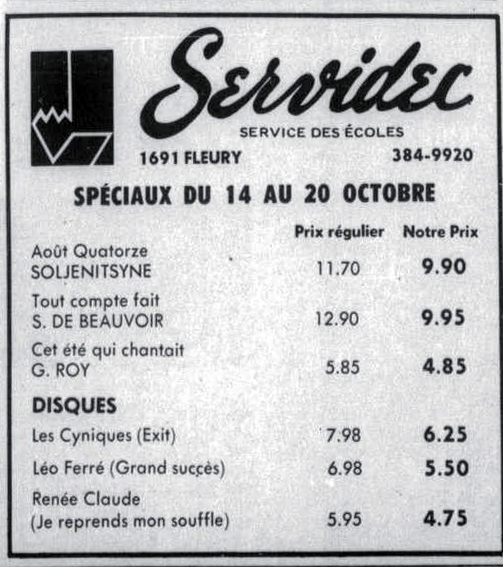 Servidec
SERVICE DES ÉCOLES
1691 FLEURY 384-9920
SPÉCIAUX DU 14 AU 20 OCTOBRE
Prix régulier Notre Prix
Août Quatorze
SOLJENITSYNE 11.70 9.90
Tout compte fait
S. DE BEAUVOIR 12.90 9.95
Cet été qui chantait
G. ROY 5.85 4.85
DISQUES
Les Cyniques (Exit) 7.98 6.25
Léo Ferré (Grand succès) 6.98 5.50
Renée Claude
(Je reprends mon souffle) 5.95 4.75